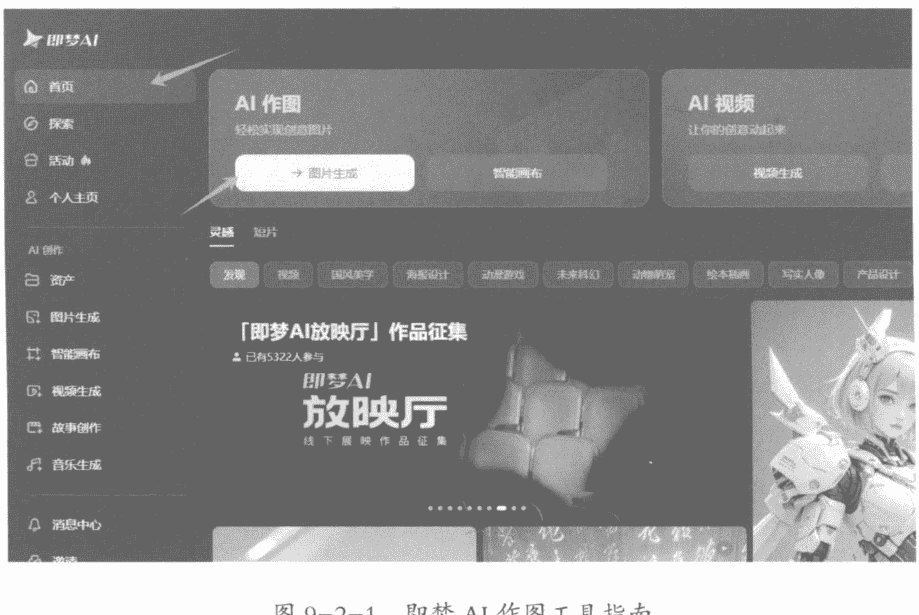 即梦AI
首页
探索
活动
个人主页
AI 创作
资产
图片生成
智能画布
视频生成
故事创作
音乐生成
消息中心
邀请
AI 作图
轻松实现创意图片
→ 图片生成
智能画布
AI 视频
让你的创意动起来
视频生成
灵感 短片
发现 视频 国风美学 海报设计 动漫游戏 未来科幻 动物萌宠 绘本插画 写实人像 产品设计
「即梦AI放映厅」作品征集
已有5322人参与
即梦AI
放映厅
线下展映作品征集
图 9-2-1 即梦 AI 作图工具指南